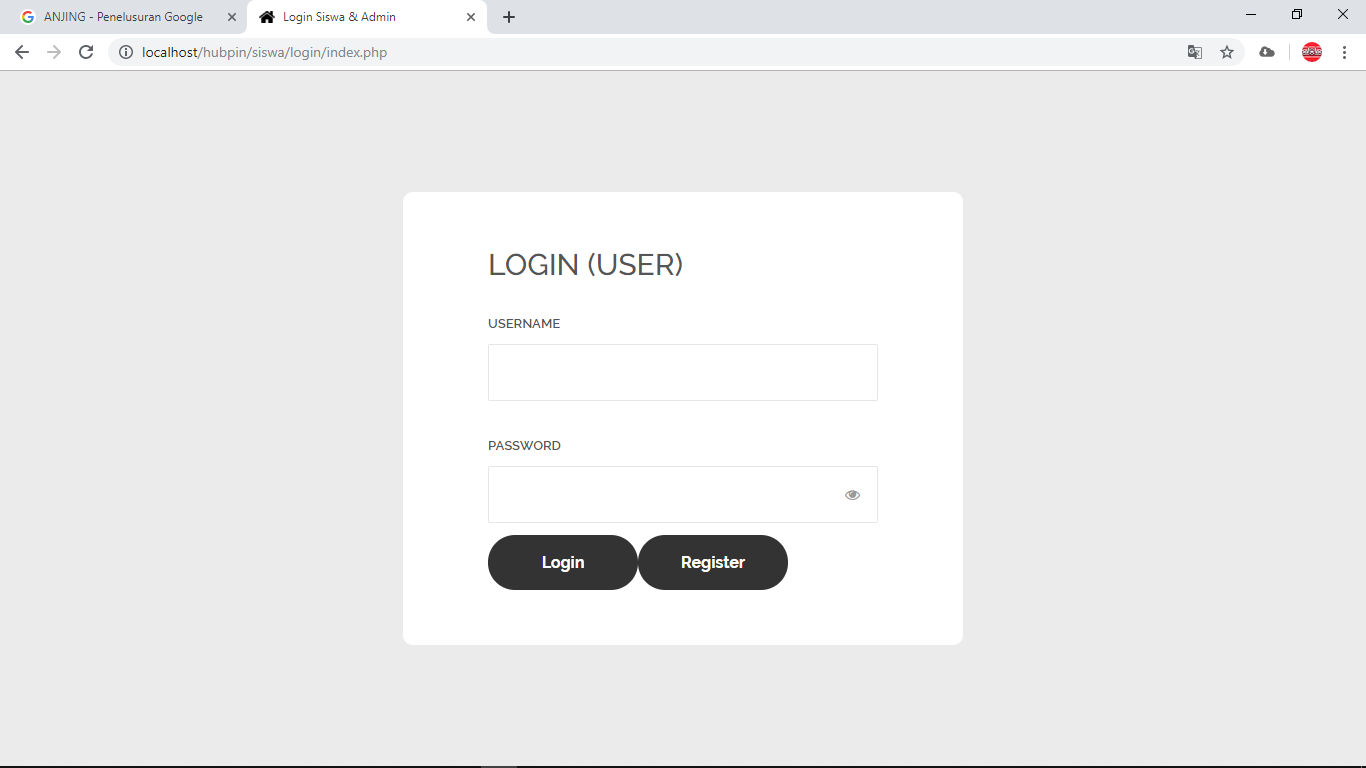 ANJING - Penelusuran Google
Login Siswa & Admin
localhost/hubpin/siswa/login/index.php
LOGIN (USER)
USERNAME
PASSWORD
Login
Register